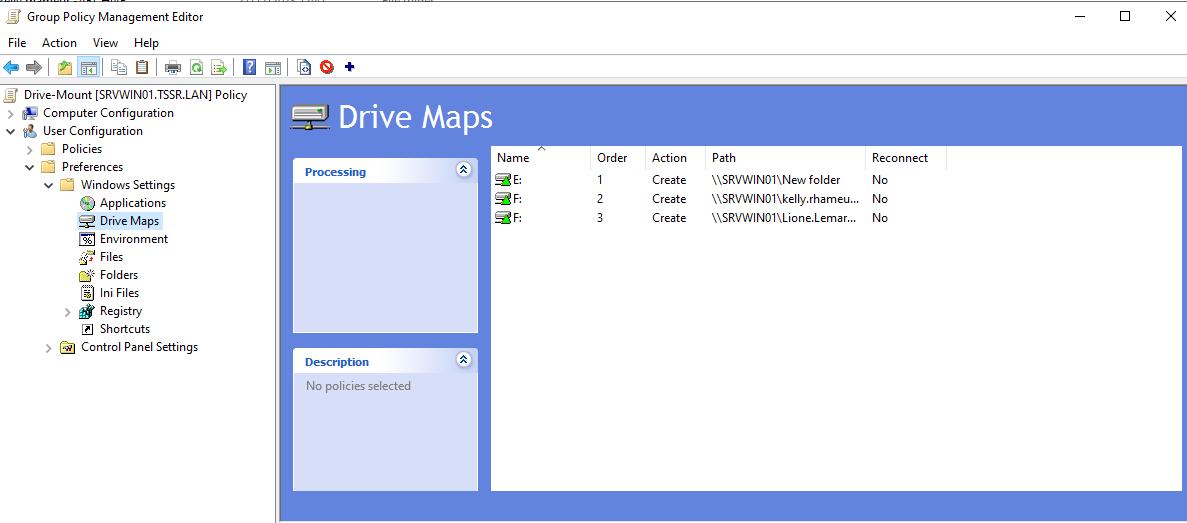 Group Policy Management Editor
File Action View Help
Drive-Mount [SRVWIN01.TSSR.LAN] Policy
Computer Configuration
User Configuration
Policies
Preferences
Windows Settings
Applications
Drive Maps
Environment
Files
Folders
Ini Files
Registry
Shortcuts
Control Panel Settings
Drive Maps
Processing
Description
No policies selected
Name Order Action Path Reconnect
E: 1 Create \\SRVWIN01\New folder No
F: 2 Create \\SRVWIN01\kelly.rhameu... No
F: 3 Create \\SRVWIN01\Lione.Lemar... No